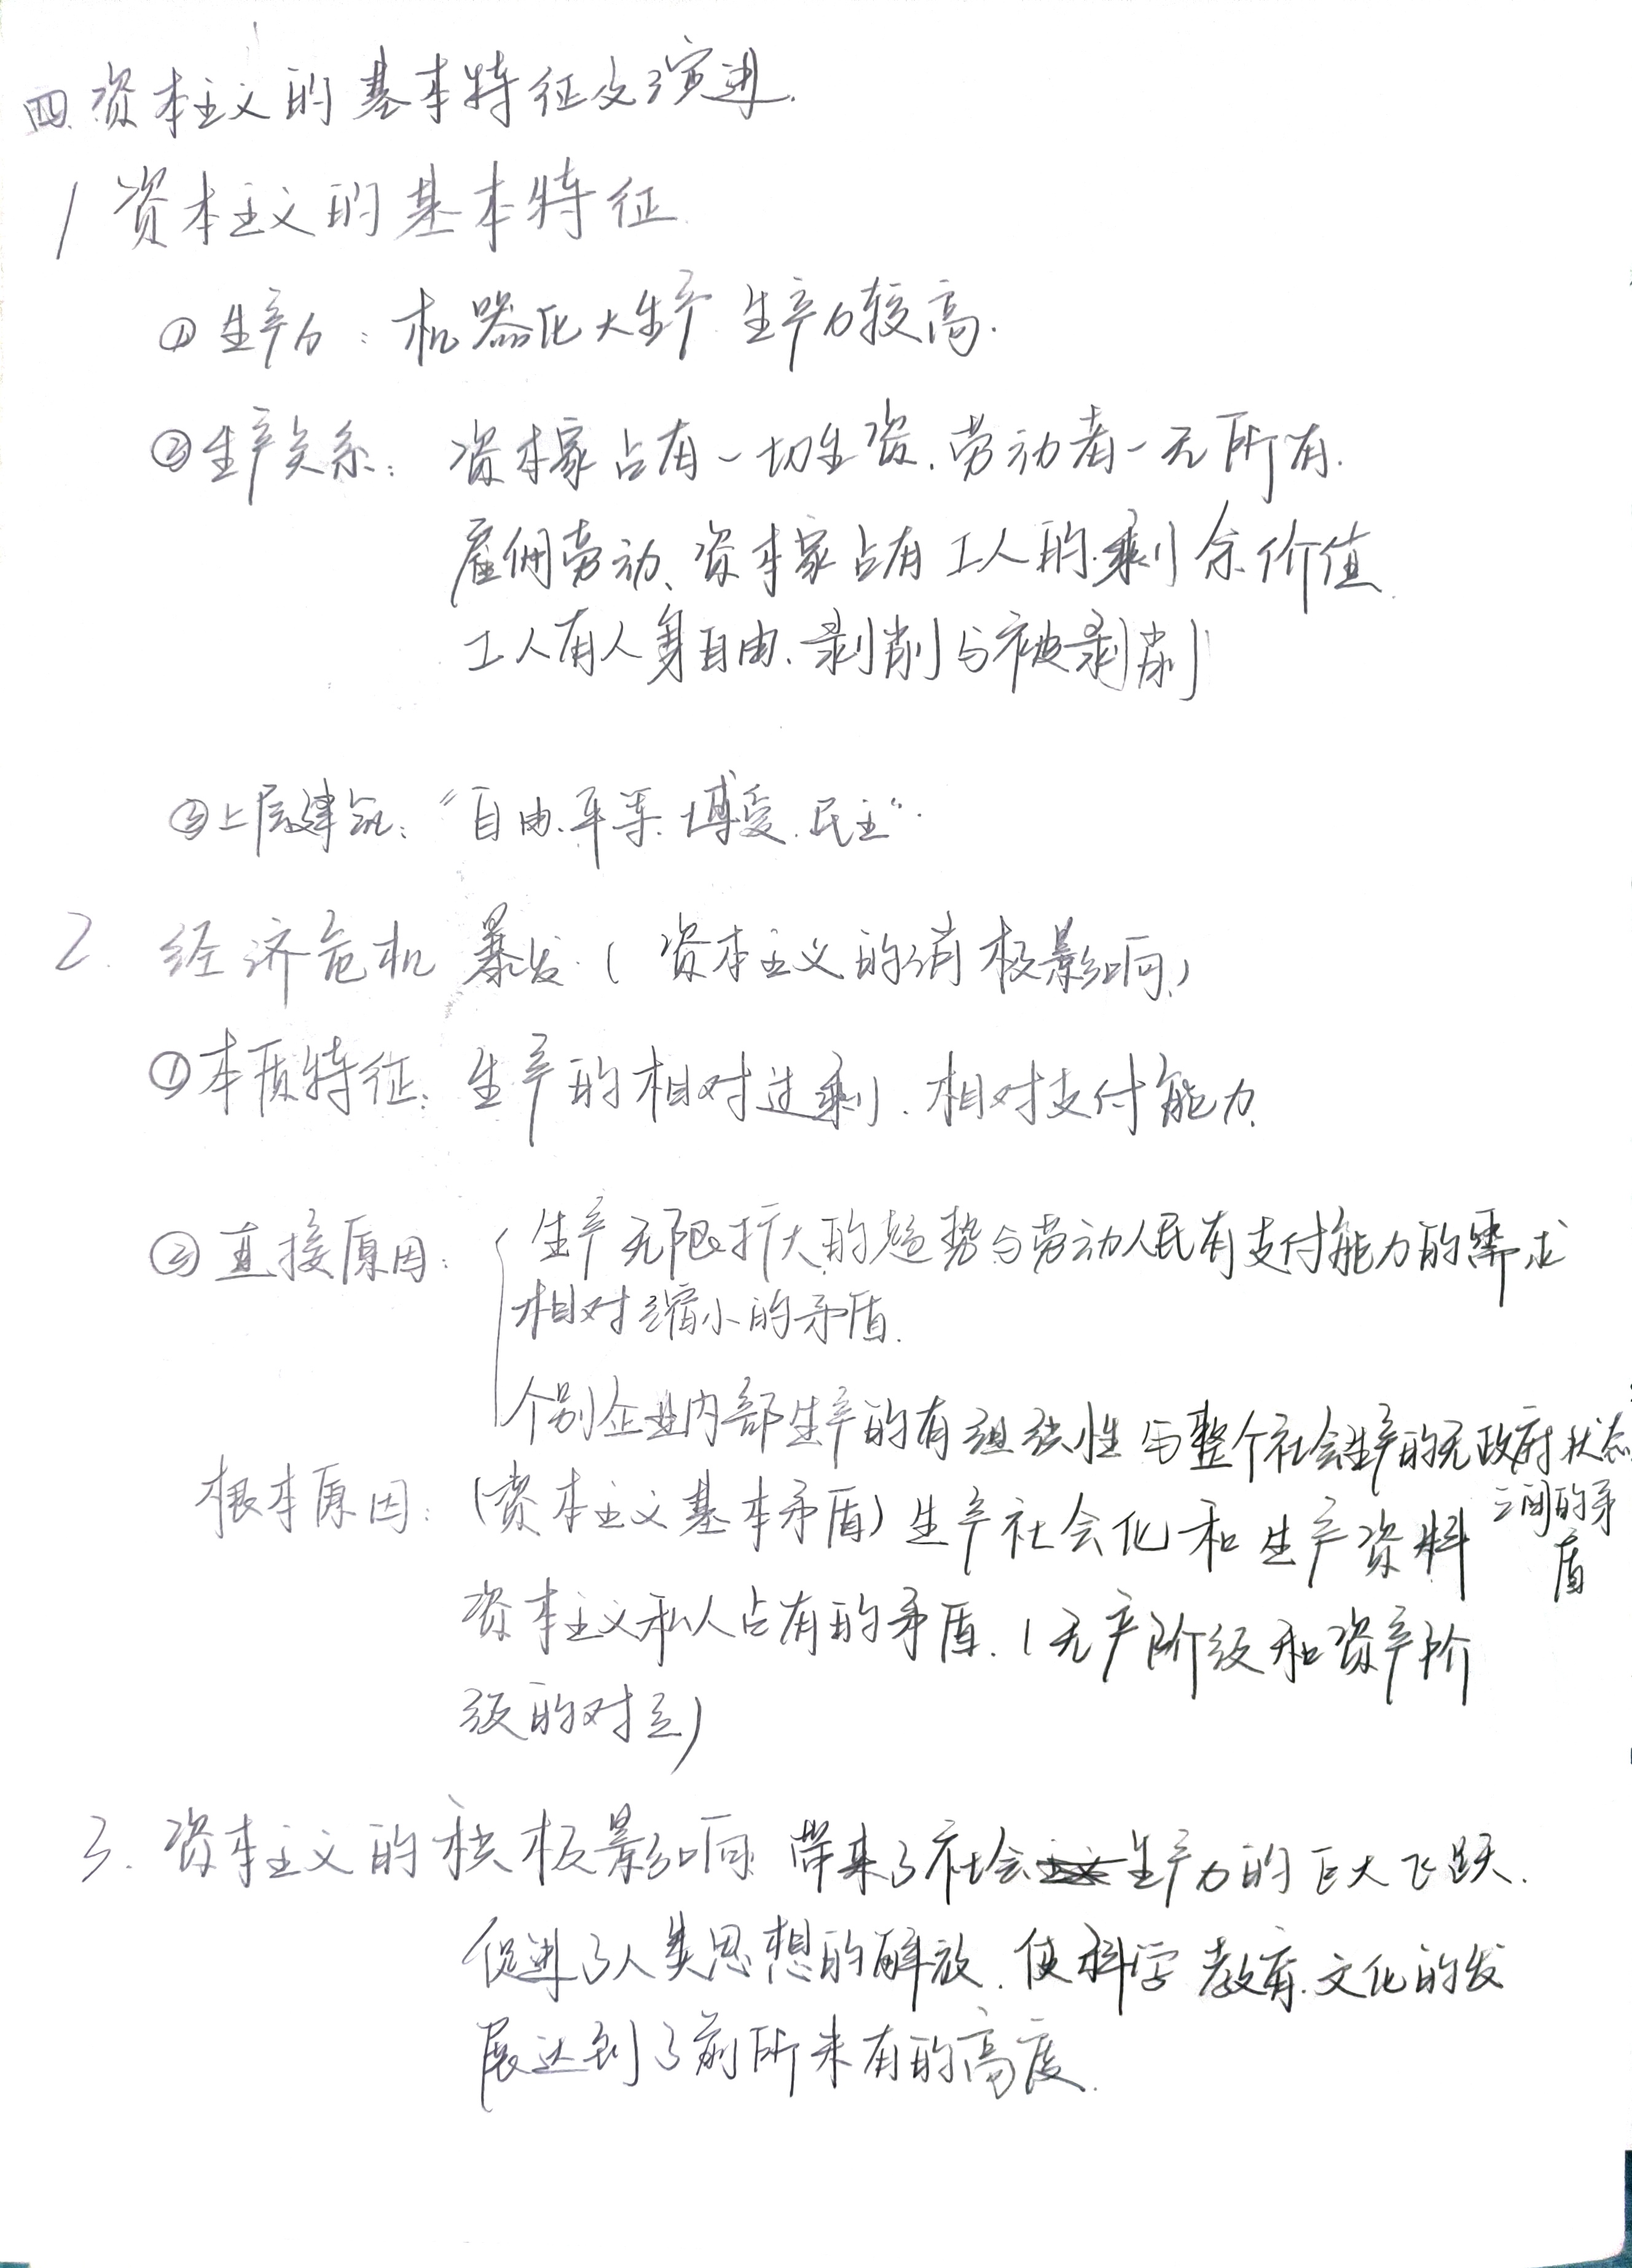 四.资本主义的基本特征及演进.
1 资本主义的基本特征.
①生产力:机器化大生产 生产力较高.
②生产关系: 资本家占有一切生资.劳动者一无所有.
雇佣劳动、资本家占有工人的剩余价值.
工人有人身自由.剥削与被剥削
③上层建筑:“自由.平等.博爱.民主”.
2. 经济危机 暴发.(资本主义的消极影响)
①本质特征:生产的相对过剩.相对支付能力.
②直接原因: 生产无限扩大的趋势与劳动人民有支付能力的需求
相对缩小的矛盾.
个别企业内部生产的有组织性与整个社会生产的无政府状态
之间的矛
盾
根本原因:(资本主义基本矛盾)生产社会化和生产资料
资本主义私人占有的矛盾.(无产阶级和资产阶
级的对立)
3.资本主义的积极影响 带来了社会生产力的巨大飞跃.
促进了人类思想的解放.使科学 教育.文化的发
展达到了前所未有的高度.